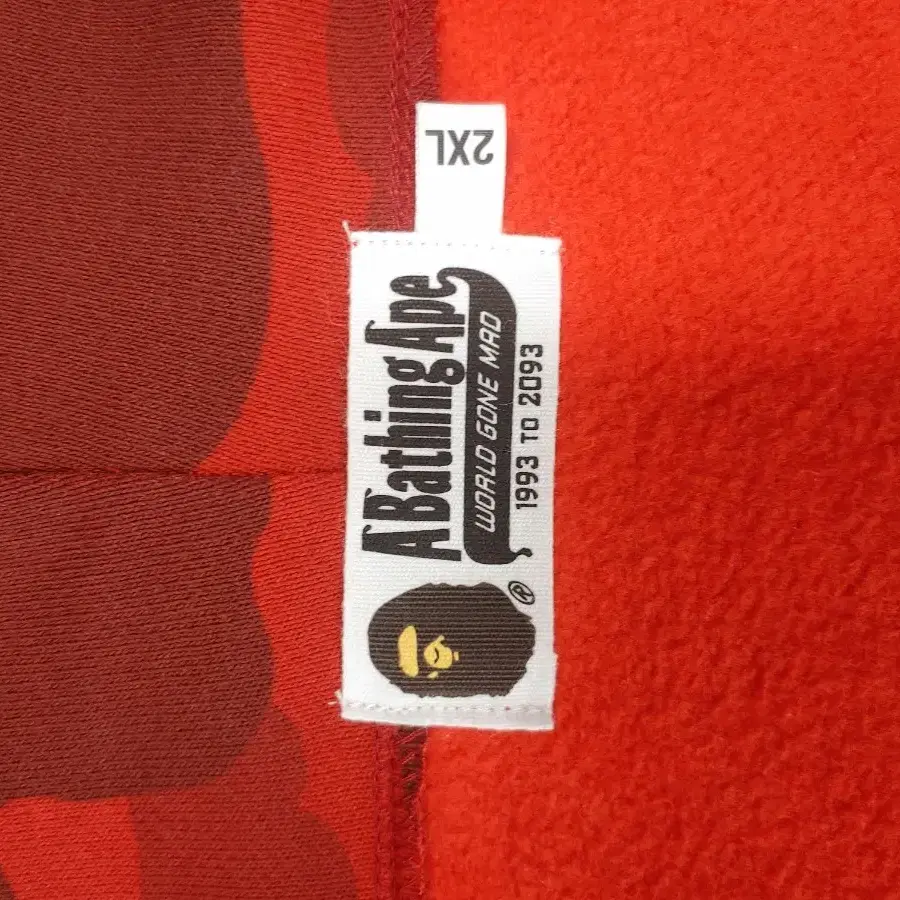 2XL
A Bathing Ape
WORLD GONE MAD
1993 TO 2093
®